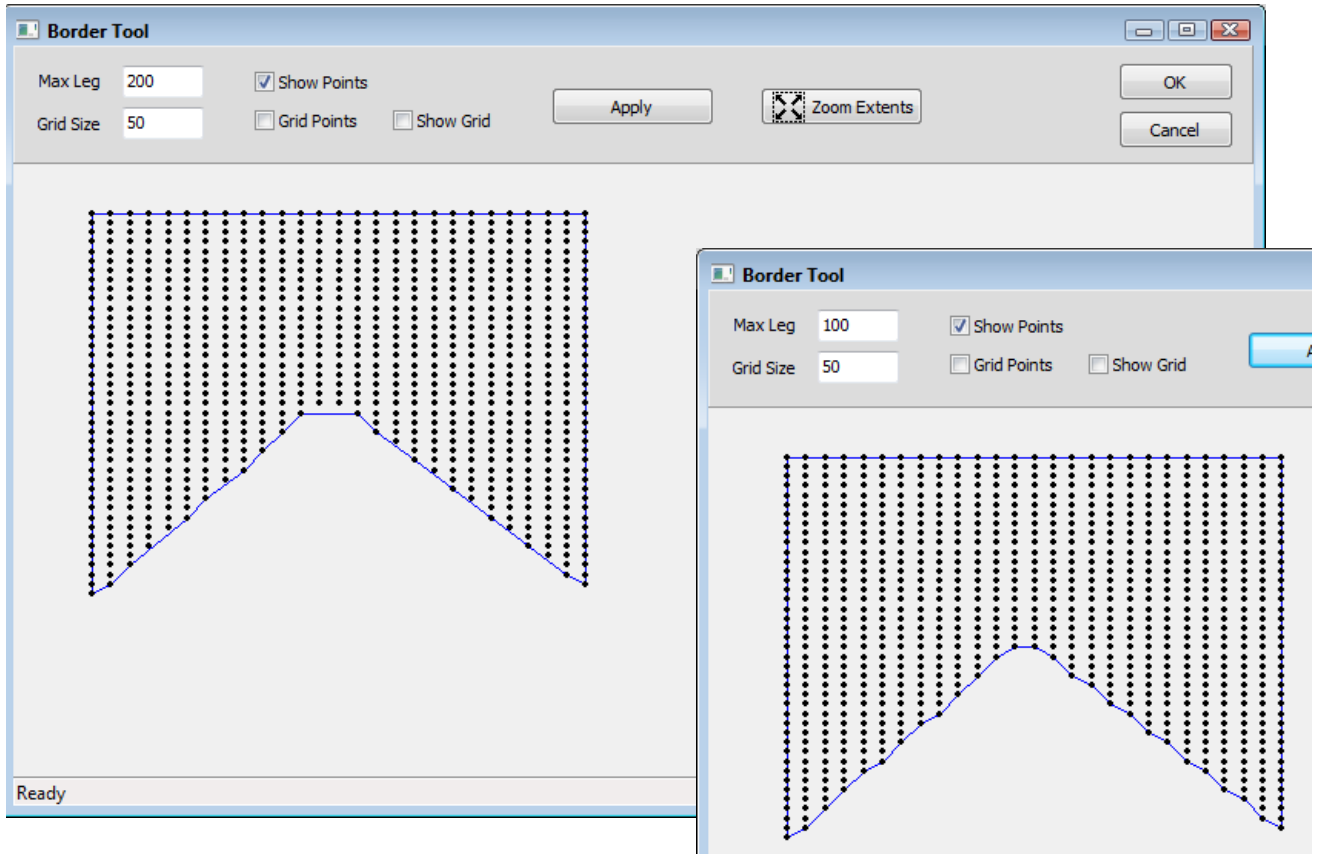 Border Tool
Max Leg 200 Show Points
Grid Size 50 Grid Points Show Grid
Apply
Zoom Extents
OK
Cancel
Ready
Border Tool
Max Leg 100 Show Points
Grid Size 50 Grid Points Show Grid